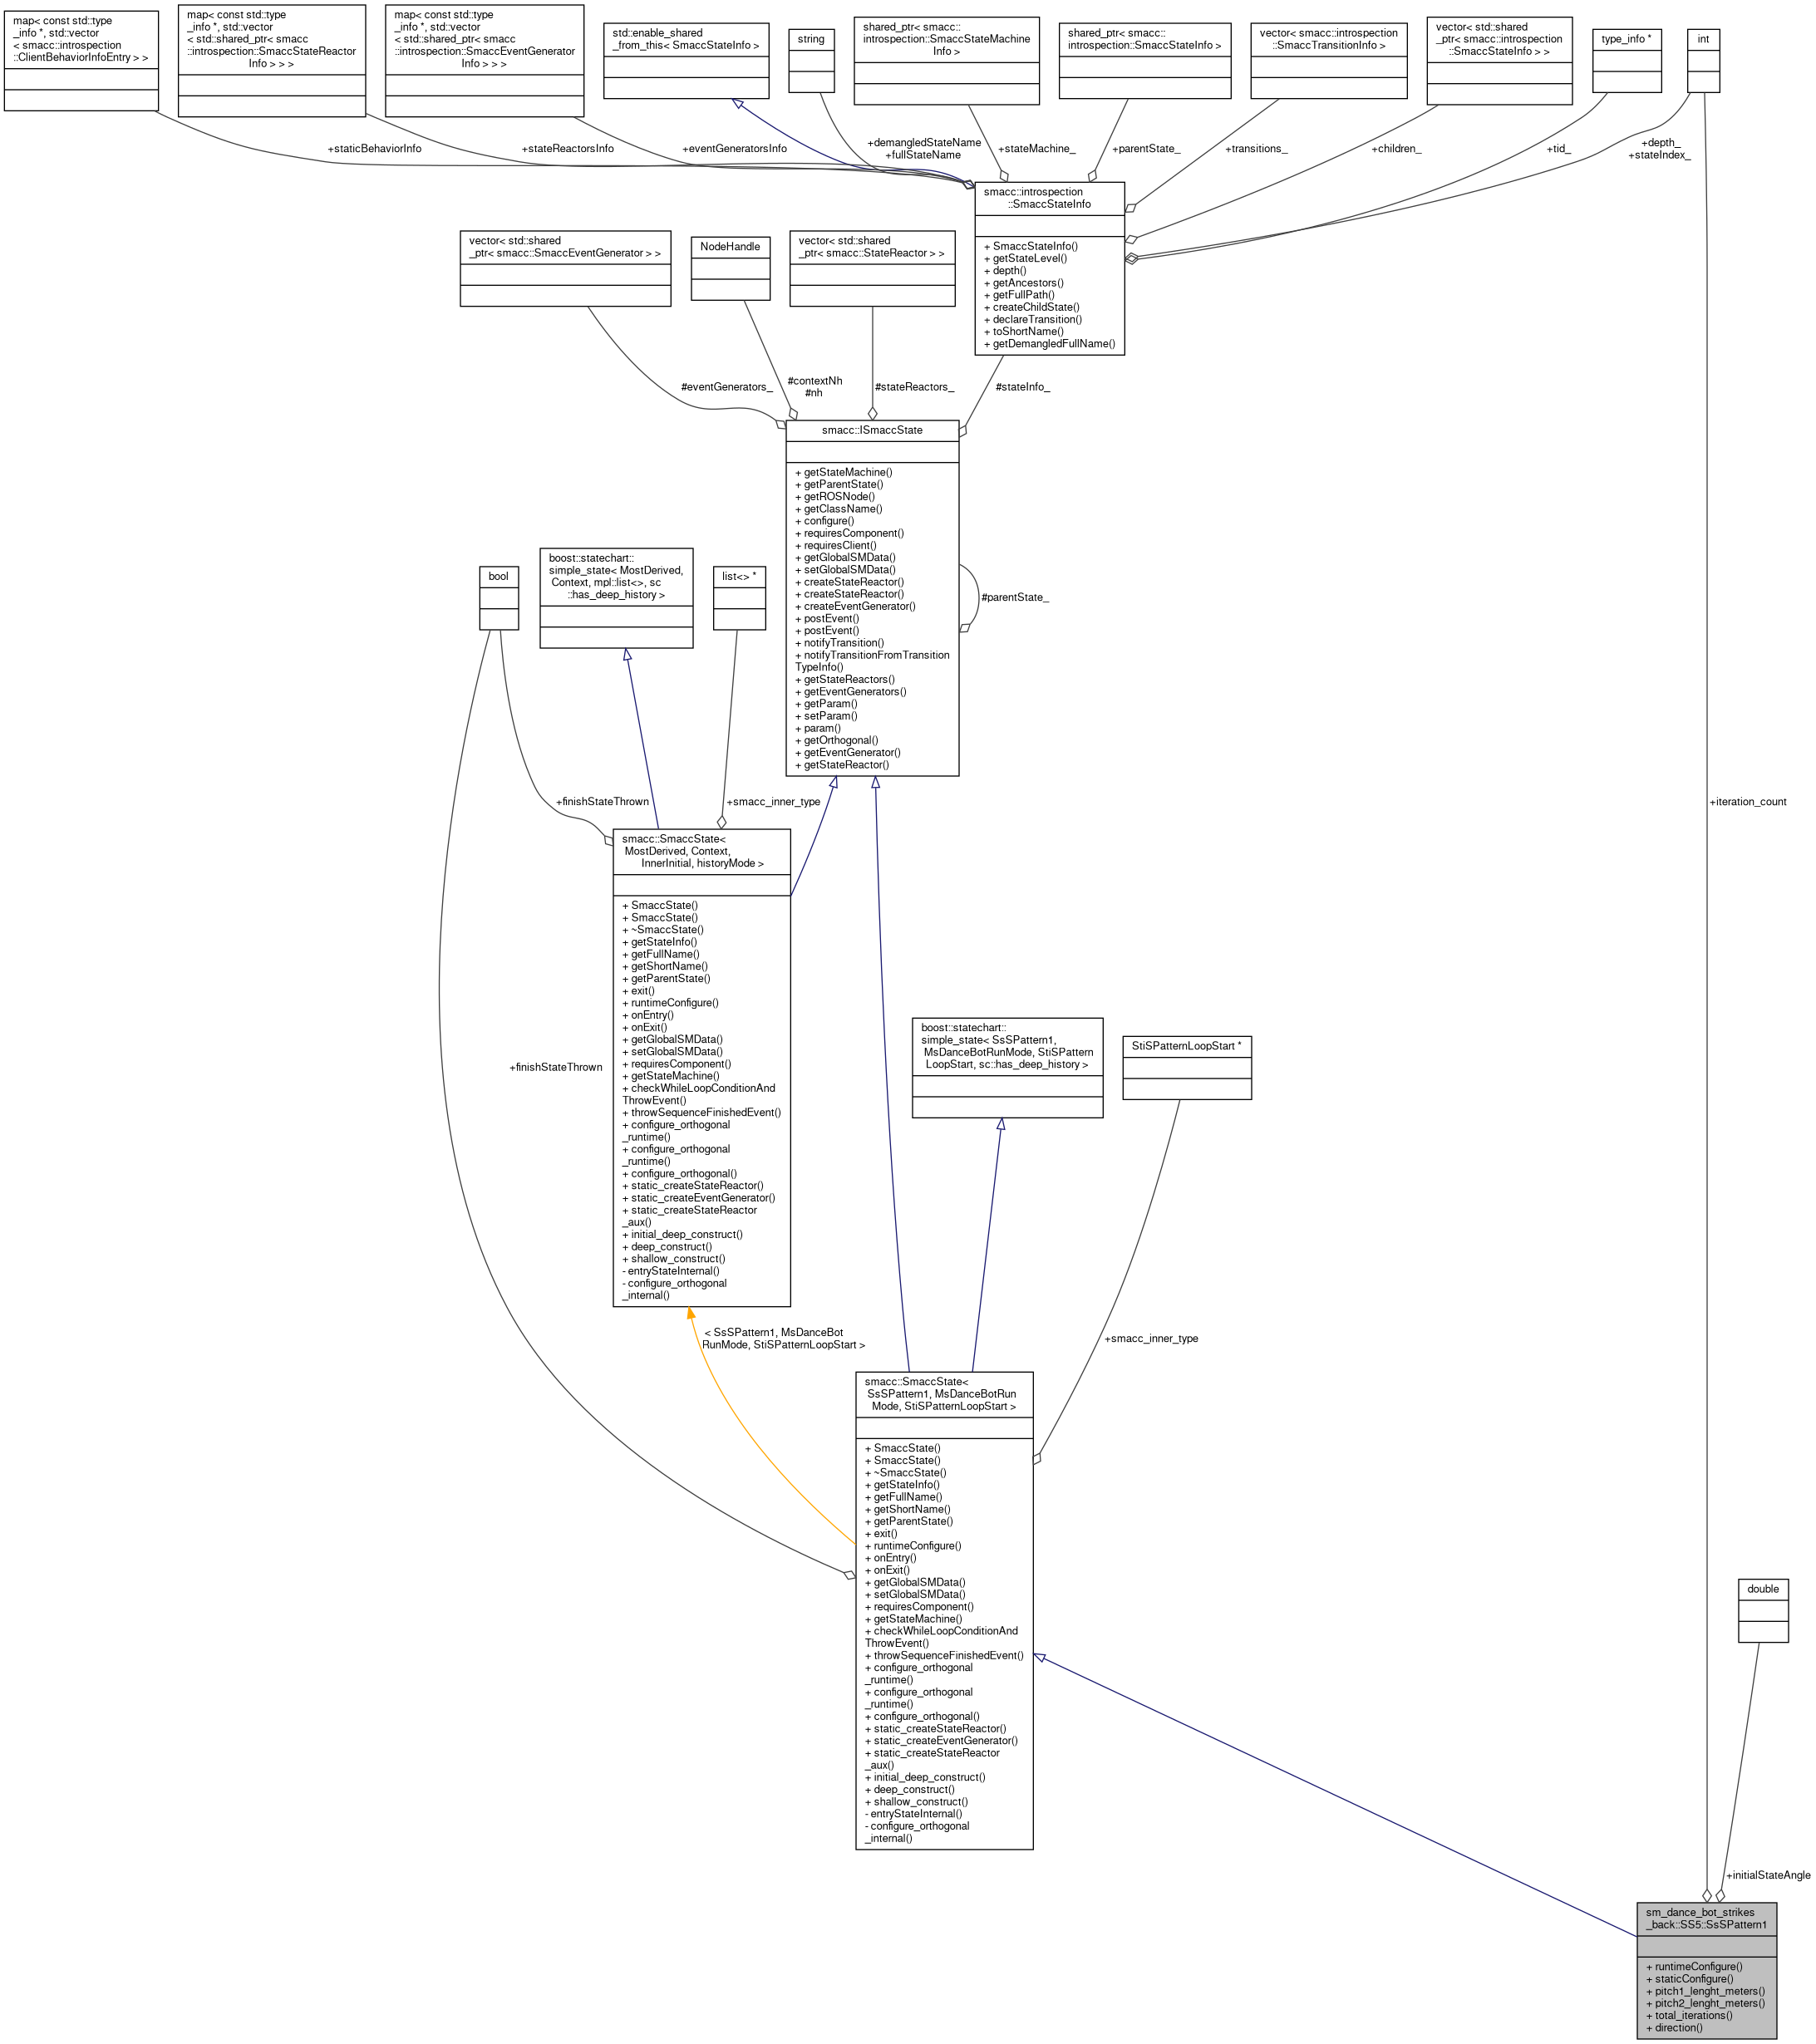 map< const std::type
_info *, std::vector
< smacc::introspection
::ClientBehaviorInfoEntry > >
map< const std::type
_info *, std::vector
< std::shared_ptr< smacc
::introspection::SmaccStateReactor
Info > > >
map< const std::type
_info *, std::vector
< std::shared_ptr< smacc
::introspection::SmaccEventGenerator
Info > > >
std::enable_shared
_from_this< SmaccStateInfo >
string
shared_ptr< smacc::
introspection::SmaccStateMachine
Info >
shared_ptr< smacc::
introspection::SmaccStateInfo >
vector< smacc::introspection
::SmaccTransitionInfo >
vector< std::shared
_ptr< smacc::introspection
::SmaccStateInfo > >
type_info *
int
+staticBehaviorInfo
+stateReactorsInfo
+eventGeneratorsInfo
+demangledStateName
+fullStateName
+stateMachine_
+parentState_
+transitions_
+children_
+tid_
+depth_
+stateIndex_
smacc::introspection
::SmaccStateInfo
+ SmaccStateInfo()
+ getStateLevel()
+ depth()
+ getAncestors()
+ getFullPath()
+ createChildState()
+ declareTransition()
+ toShortName()
+ getDemangledFullName()
vector< std::shared
_ptr< smacc::SmaccEventGenerator > >
NodeHandle
vector< std::shared
_ptr< smacc::StateReactor > >
#eventGenerators_
#contextNh
#nh
#stateReactors_
#stateInfo_
smacc::ISmaccState
+ getStateMachine()
+ getParentState()
+ getROSNode()
+ getClassName()
+ configure()
+ requiresComponent()
+ requiresClient()
+ getGlobalSMData()
+ setGlobalSMData()
+ createStateReactor()
+ createStateReactor()
+ createEventGenerator()
+ postEvent()
+ postEvent()
+ notifyTransition()
+ notifyTransitionFromTransition
TypeInfo()
+ getStateReactors()
+ getEventGenerators()
+ getParam()
+ setParam()
+ param()
+ getOrthogonal()
+ getEventGenerator()
+ getStateReactor()
#parentState_
bool
boost::statechart::
simple_state< MostDerived,
Context, mpl::list<>, sc
::has_deep_history >
list<> *
+finishStateThrown
+smacc_inner_type
+iteration_count
smacc::SmaccState<
MostDerived, Context,
InnerInitial, historyMode >
+ SmaccState()
+ SmaccState()
+ ~SmaccState()
+ getStateInfo()
+ getFullName()
+ getShortName()
+ getParentState()
+ exit()
+ runtimeConfigure()
+ onEntry()
+ onExit()
+ getGlobalSMData()
+ setGlobalSMData()
+ requiresComponent()
+ getStateMachine()
+ checkWhileLoopConditionAnd
ThrowEvent()
+ throwSequenceFinishedEvent()
+ configure_orthogonal
_runtime()
+ configure_orthogonal
_runtime()
+ configure_orthogonal()
+ static_createStateReactor()
+ static_createEventGenerator()
+ static_createStateReactor
_aux()
+ initial_deep_construct()
+ deep_construct()
+ shallow_construct()
- entryStateInternal()
- configure_orthogonal
_internal()
+finishStateThrown
boost::statechart::
simple_state< SsSPattern1,
MsDanceBotRunMode, StiSPattern
LoopStart, sc::has_deep_history >
StiSPatternLoopStart *
< SsSPattern1, MsDanceBot
RunMode, StiSPatternLoopStart >
+smacc_inner_type
smacc::SmaccState<
SsSPattern1, MsDanceBotRun
Mode, StiSPatternLoopStart >
+ SmaccState()
+ SmaccState()
+ ~SmaccState()
+ getStateInfo()
+ getFullName()
+ getShortName()
+ getParentState()
+ exit()
+ runtimeConfigure()
+ onEntry()
+ onExit()
+ getGlobalSMData()
+ setGlobalSMData()
+ requiresComponent()
+ getStateMachine()
+ checkWhileLoopConditionAnd
ThrowEvent()
+ throwSequenceFinishedEvent()
+ configure_orthogonal
_runtime()
+ configure_orthogonal
_runtime()
+ configure_orthogonal()
+ static_createStateReactor()
+ static_createEventGenerator()
+ static_createStateReactor
_aux()
+ initial_deep_construct()
+ deep_construct()
+ shallow_construct()
- entryStateInternal()
- configure_orthogonal
_internal()
double
+initialStateAngle
sm_dance_bot_strikes
_back::SS5::SsSPattern1
+ runtimeConfigure()
+ staticConfigure()
+ pitch1_lenght_meters()
+ pitch2_lenght_meters()
+ total_iterations()
+ direction()